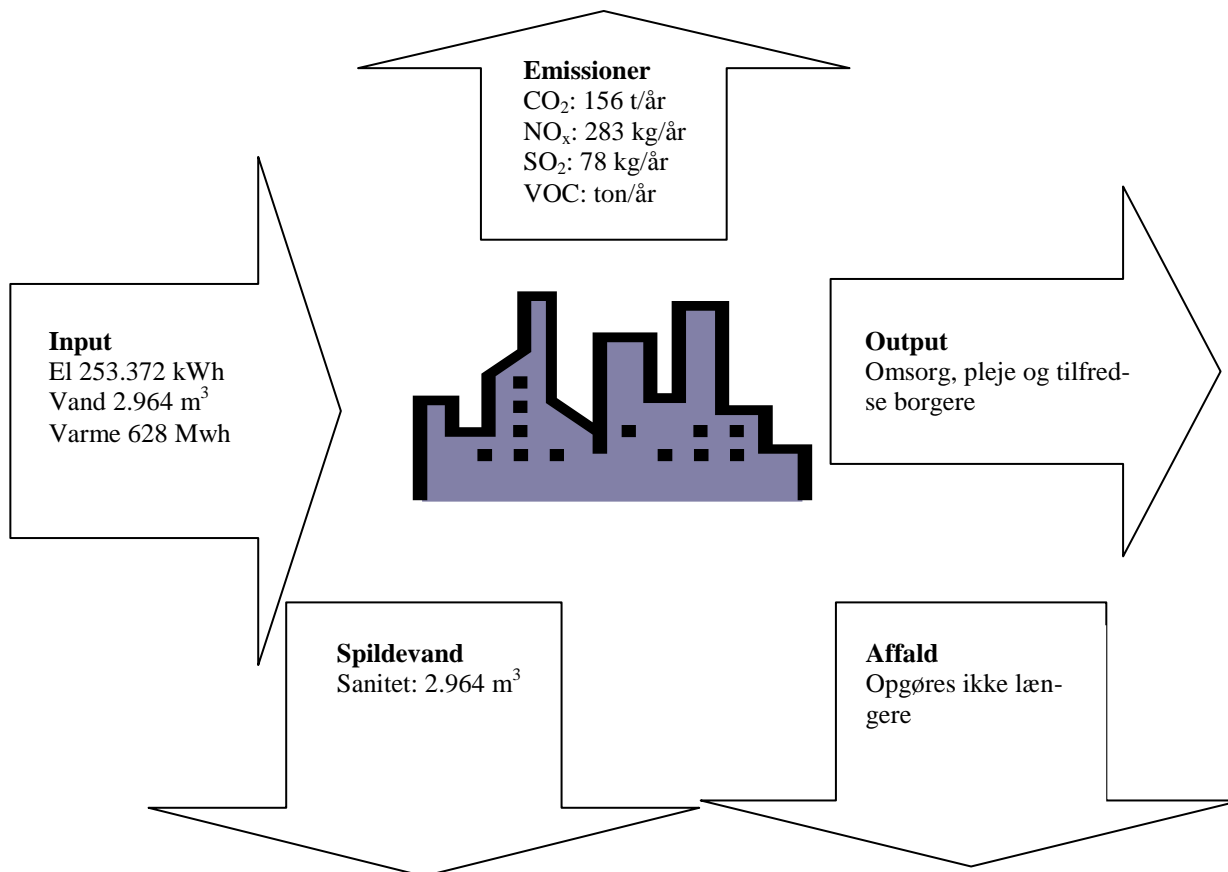 Emissioner
CO₂: 156 t/år
NOₓ: 283 kg/år
SO₂: 78 kg/år
VOC: ton/år
Input
El 253.372 kWh
Vand 2.964 m³
Varme 628 Mwh
Output
Omsorg, pleje og tilfred-
se borgere
Spildevand
Sanitet: 2.964 m³
Affald
Opgøres ikke læn-
gere